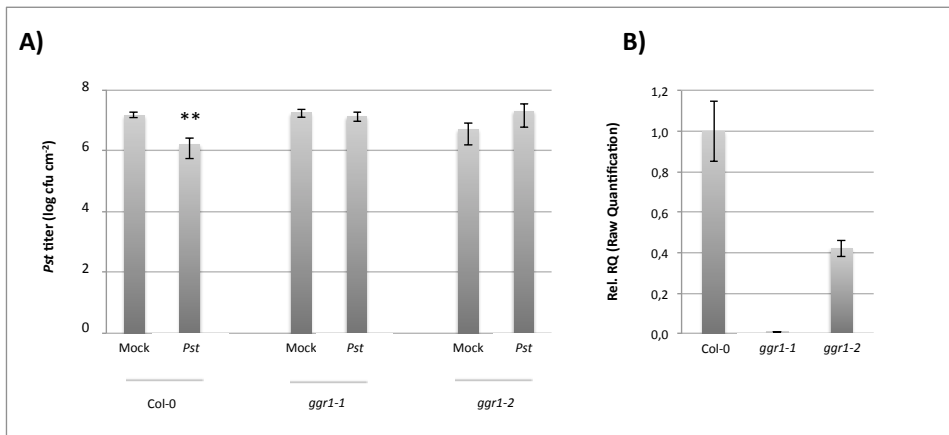 A)
B)
Pst titer (log cfu cm-2)
8
6
4
2
0
**
Mock
Pst
Mock
Pst
Mock
Pst
Col-0
ggr1-1
ggr1-2
Rel. RQ (Raw Quantification)
1,2
1,0
0,8
0,6
0,4
0,2
0,0
Col-0
ggr1-1
ggr1-2